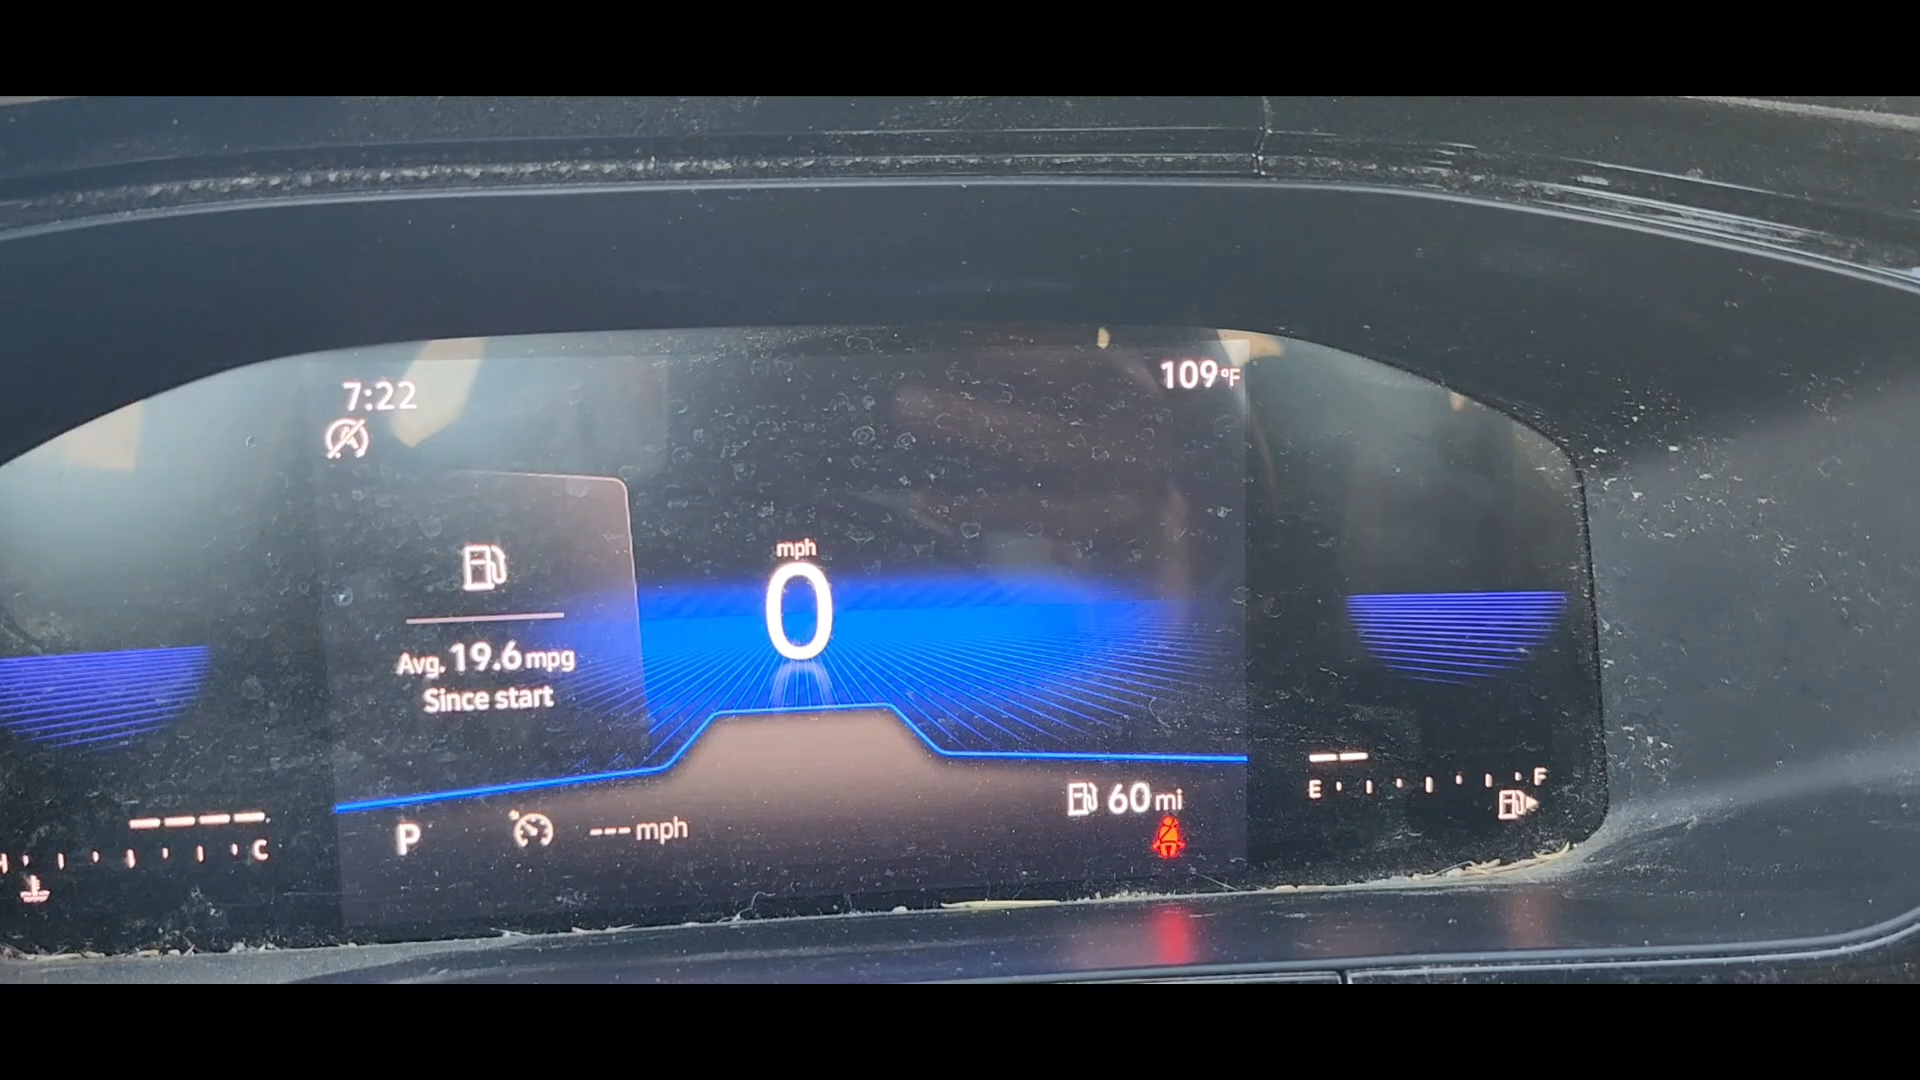 7:22
109°F
mph
0
Avg. 19.6 mpg
Since start
E F
60 mi
P --- mph
H C